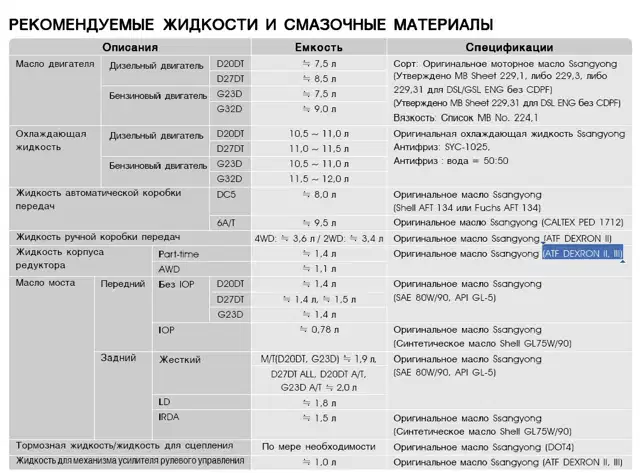 РЕКОМЕНДУЕМЫЕ ЖИДКОСТИ И СМАЗОЧНЫЕ МАТЕРИАЛЫ
Описания Емкость Спецификации
Масло двигателя Дизельный двигатель D20DT ≒ 7,5 л Сорт: Оригинальное моторное масло Ssangyong
(Утверждено MB Sheet 229,1, либо 229,3, либо
D27DT ≒ 8,5 л
229,31 для DSL/GSL ENG без CDPF)
Бензиновый двигатель G23D ≒ 7,5 л
(Утверждено MB Sheet 229,31 для DSL ENG без CDPF)
G32D ≒ 9,0 л
Вязкость: Список MB No. 224,1
Охлаждающая жидкость Дизельный двигатель D20DT 10,5 ~ 11,0 л Оригинальная охлаждающая жидкость Ssangyong
D27DT 11,0 ~ 11,5 л Антифриз: SYC-1025,
Бензиновый двигатель G23D 10,5 ~ 11,0 л Антифриз : вода = 50:50
G32D 11,5 ~ 12,0 л
Жидкость автоматической коробки передач DC5 ≒ 8,0 л Оригинальное масло Ssangyong
(Shell AFT 134 или Fuchs AFT 134)
6A/T ≒ 9,5 л Оригинальное масло Ssangyong (CALTEX PED 1712)
Жидкость ручной коробки передач 4WD: ≒ 3,6 л / 2WD: ≒ 3,4 л Оригинальное масло Ssangyong (ATF DEXRON II)
Жидкость корпуса редуктора Part-time ≒ 1,4 л Оригинальное масло Ssangyong (ATF DEXRON II, III)
AWD ≒ 1,1 л
Масло моста Передний Без IOP D20DT ≒ 1,4 л Оригинальное масло Ssangyong
D27DT ≒ 1,4 л, ≒ 1,5 л (SAE 80W/90, API GL-5)
G23D ≒ 1,4 л
IOP ≒ 0,78 л Оригинальное масло Ssangyong
(Синтетическое масло Shell GL75W/90)
Задний Жесткий M/T(D20DT, G23D) ≒ 1,9 л, Оригинальное масло Ssangyong
D27DT ALL, D20DT A/T, (SAE 80W/90, API GL-5)
G23D A/T ≒ 2,0 л
LD ≒ 1,8 л
IRDA ≒ 1,5 л Оригинальное масло Ssangyong
(Синтетическое масло Shell GL75W/90)
Тормозная жидкость/жидкость для сцепления По мере необходимости Оригинальное масло Ssangyong (DOT4)
Жидкость для механизма усилителя рулевого управления ≒ 1,0 л Оригинальное масло Ssangyong (ATF DEXRON II, III)